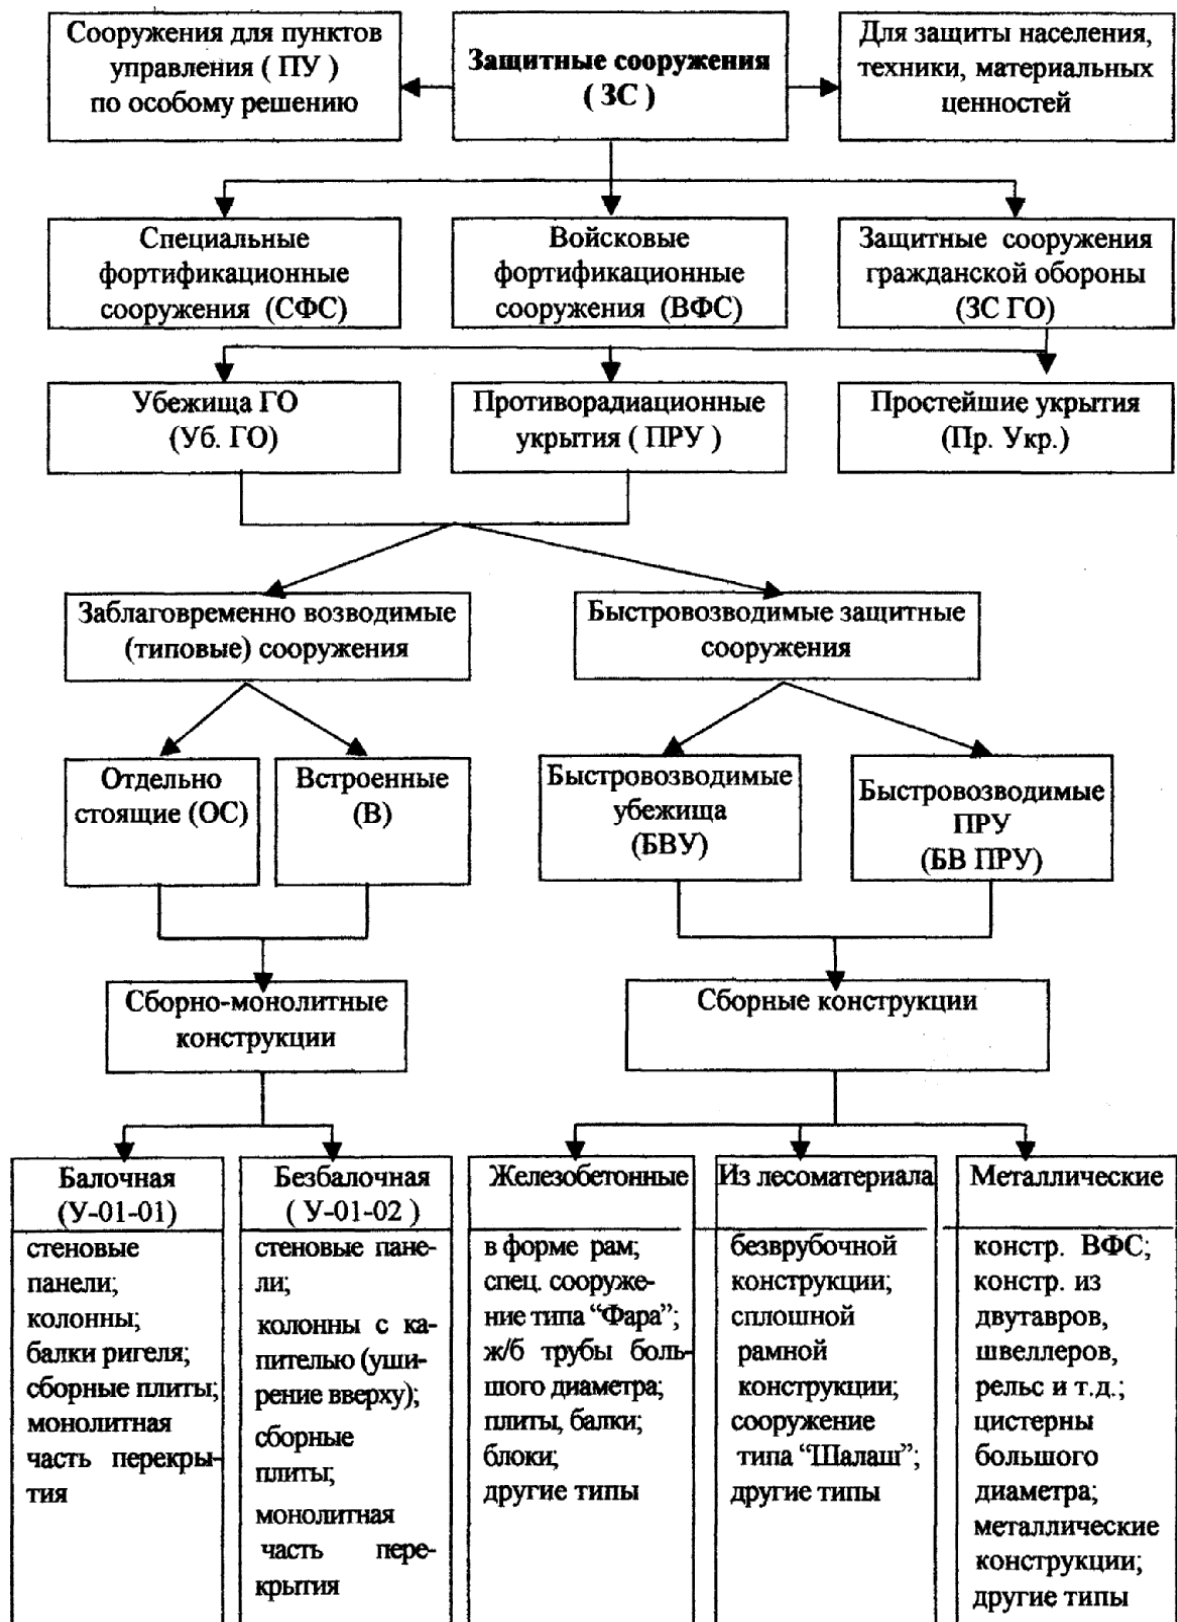 Сооружения для пунктов
управления ( ПУ )
по особому решению
Защитные сооружения
( ЗС )
Для защиты населения,
техники, материальных
ценностей
Специальные
фортификационные
сооружения (СФС)
Войсковые
фортификационные
сооружения (ВФС)
Защитные сооружения
гражданской обороны
(ЗС ГО)
Убежища ГО
(Уб. ГО)
Противорадиационные
укрытия ( ПРУ )
Простейшие укрытия
(Пр. Укр.)
Заблаговременно возводимые
(типовые) сооружения
Быстровозводимые защитные
сооружения
Отдельно
стоящие (ОС)
Встроенные
(В)
Быстровозводимые
убежища
(БВУ)
Быстровозводимые
ПРУ
(БВ ПРУ)
Сборно-монолитные
конструкции
Сборные конструкции
Балочная
(У-01-01)
стеновые
панели;
колонны;
балки ригеля;
сборные плиты;
монолитная
часть перекры-
тия
Безбалочная
( У-01-02 )
стеновые пане-
ли;
колонны с ка-
пителью (уши-
рение вверху);
сборные
плиты;
монолитная
часть пере-
крытия
Железобетонные
в форме рам;
спец. сооруже-
ние типа “Фара”;
ж/б трубы боль-
шого диаметра;
плиты, балки;
блоки;
другие типы
Из лесоматериала
безврубочной
конструкции;
сплошной
рамной
конструкции;
сооружение
типа “Шалаш”;
другие типы
Металлические
констр. ВФС;
констр. из
двутавров,
швеллеров,
рельс и т.д.;
цистерны
большого
диаметра;
металлические
конструкции;
другие типы